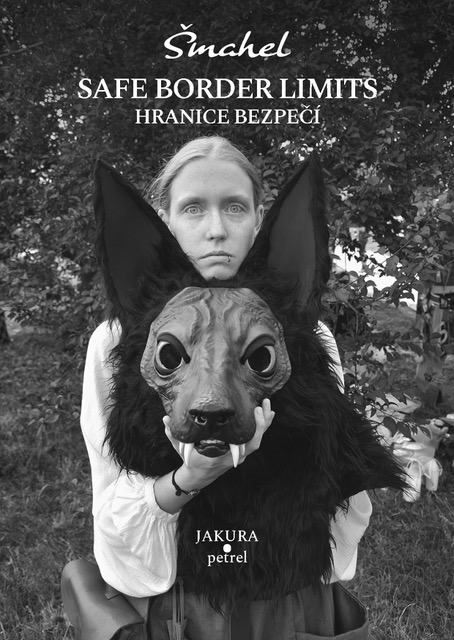 Šmahel
SAFE BORDER LIMITS
HRANICE BEZPEČÍ
JAKURA
petrel